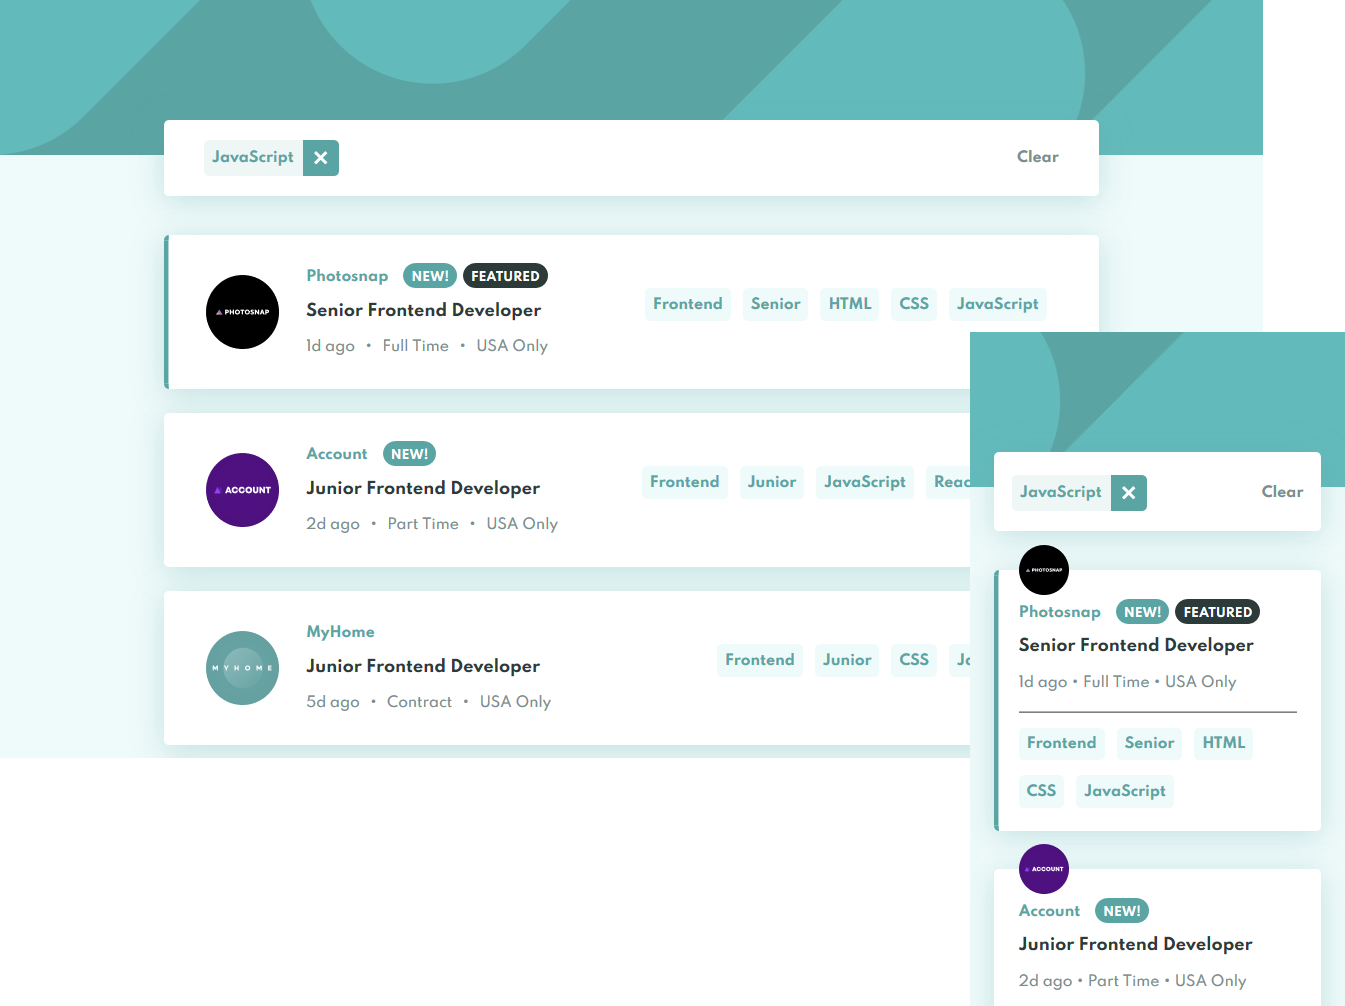 JavaScript Clear
Photosnap NEW! FEATURED
PHOTOSNAP
Senior Frontend Developer
1d ago • Full Time • USA Only
Frontend Senior HTML CSS JavaScript
Account NEW!
ACCOUNT
Junior Frontend Developer
2d ago • Part Time • USA Only
Frontend Junior JavaScript
MyHome
MYHOME
Junior Frontend Developer
5d ago • Contract • USA Only
Frontend Junior CSS
JavaScript Clear
PHOTOSNAP
Photosnap NEW! FEATURED
Senior Frontend Developer
1d ago • Full Time • USA Only
Frontend Senior HTML
CSS JavaScript
ACCOUNT
Account NEW!
Junior Frontend Developer
2d ago • Part Time • USA Only